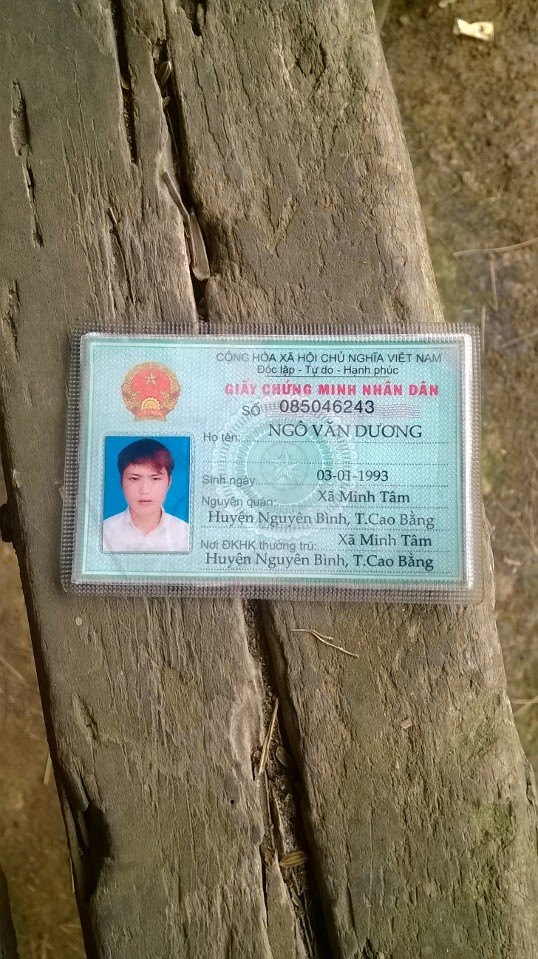 CỘNG HÒA XÃ HỘI CHỦ NGHĨA VIỆT NAM
Độc lập - Tự do - Hạnh phúc
GIẤY CHỨNG MINH NHÂN DÂN
SỐ 085046243
Họ tên: NGÔ VĂN DƯƠNG
Sinh ngày 03-01-1993
Nguyên quán: Xã Minh Tâm
Huyện Nguyên Bình, T.Cao Bằng
Nơi ĐKHK thường trú: Xã Minh Tâm
Huyện Nguyên Bình, T.Cao Bằng